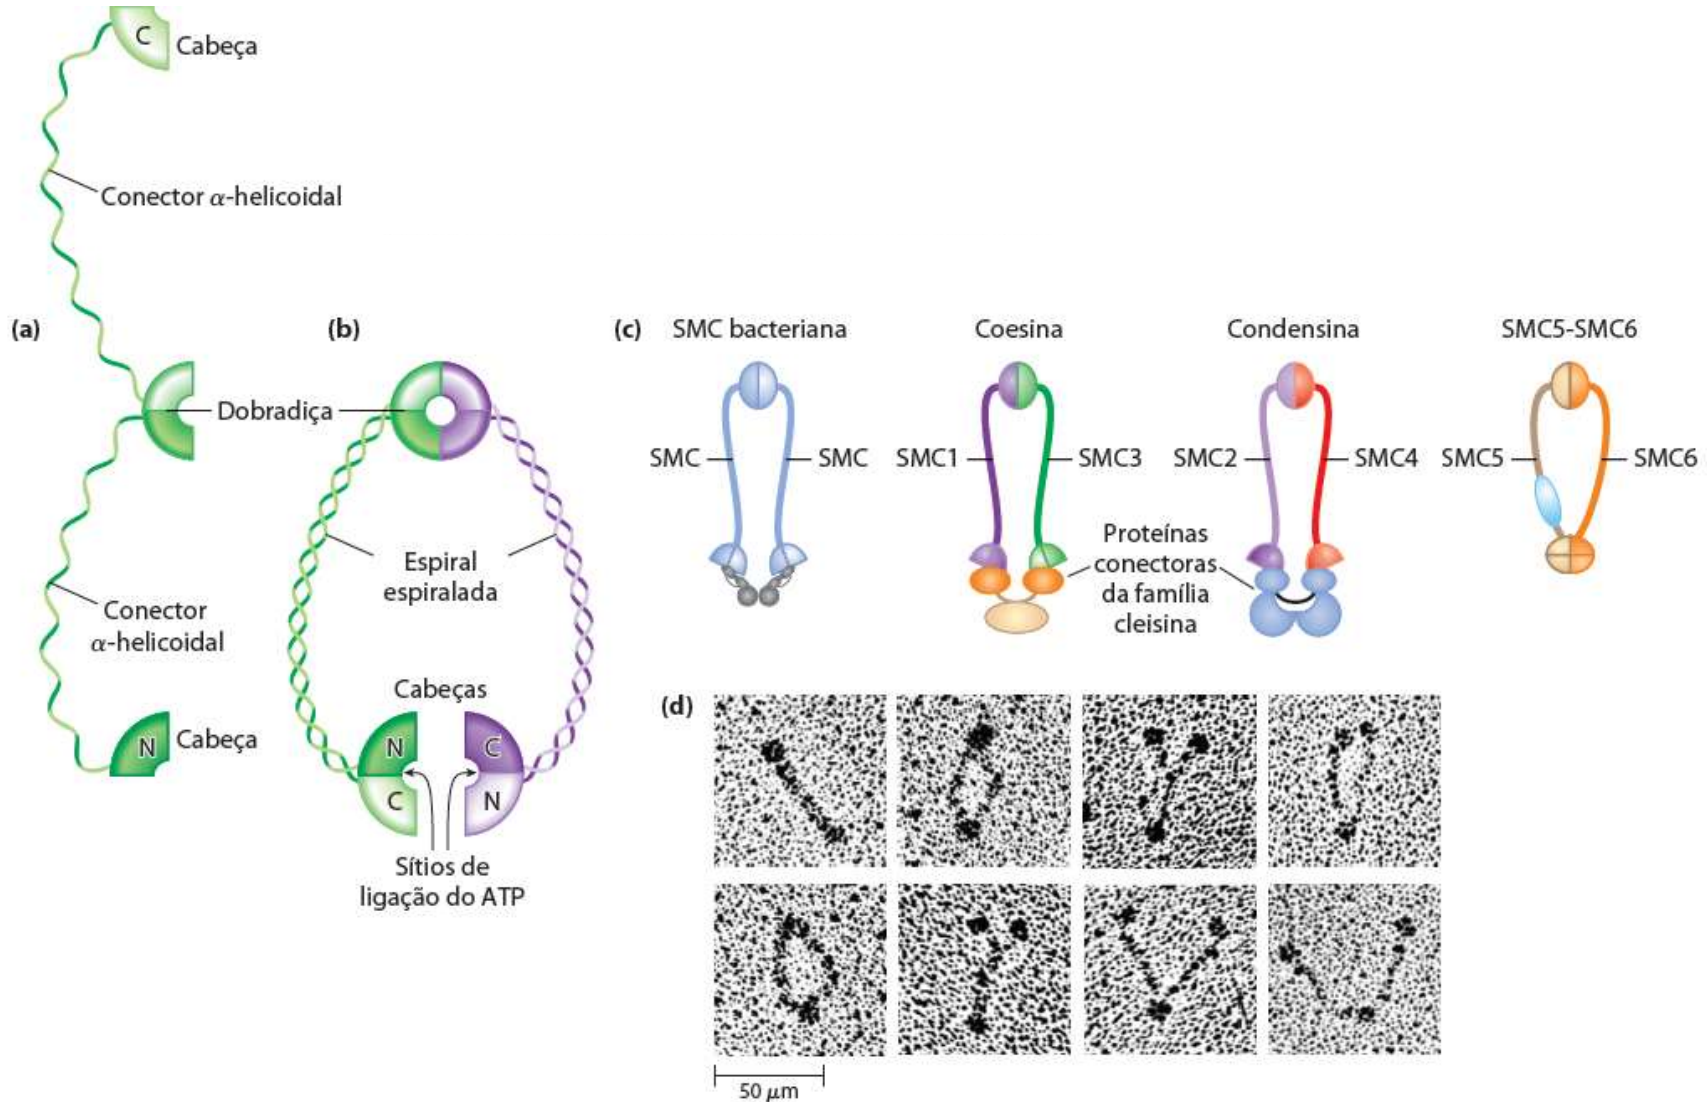 C
Cabeça
Conector α-helicoidal
(a)
Dobradiça
Conector
α-helicoidal
N
Cabeça
(b)
Espiral
espiralada
Cabeças
N
C
C
N
Sítios de
ligação do ATP
(c)
SMC bacteriana
SMC
SMC
Coesina
SMC1
SMC3
Condensina
SMC2
SMC4
SMC5-SMC6
SMC5
SMC6
Proteínas
conectoras
da família
cleisina
(d)
50 μm